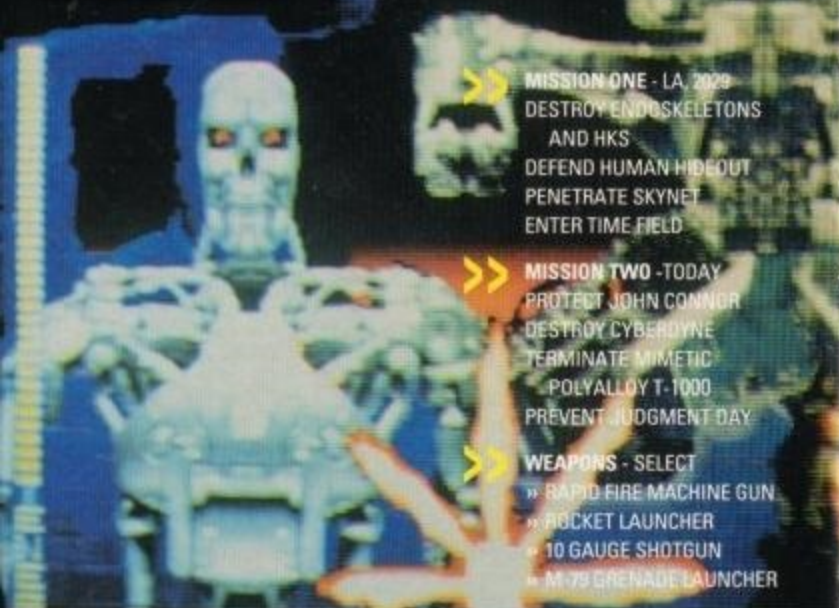 >> MISSION ONE - LA, 2029
DESTROY ENDOSKELETONS
AND HKS
DEFEND HUMAN HIDEOUT
PENETRATE SKYNET
ENTER TIME FIELD
>> MISSION TWO -TODAY
PROTECT JOHN CONNOR
DESTROY CYBERDYNE
TERMINATE MIMETIC
POLYALLOY T-1000
PREVENT JUDGMENT DAY
>> WEAPONS - SELECT
» RAPID FIRE MACHINE GUN
» ROCKET LAUNCHER
» 10 GAUGE SHOTGUN
» M-79 GRENADE LAUNCHER